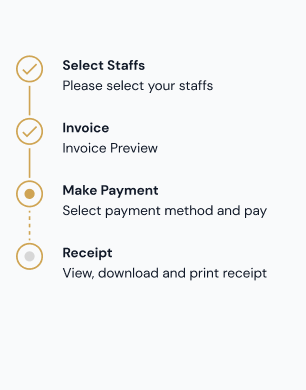 Select Staffs
Please select your staffs
Invoice
Invoice Preview
Make Payment
Select payment method and pay
Receipt
View, download and print receipt